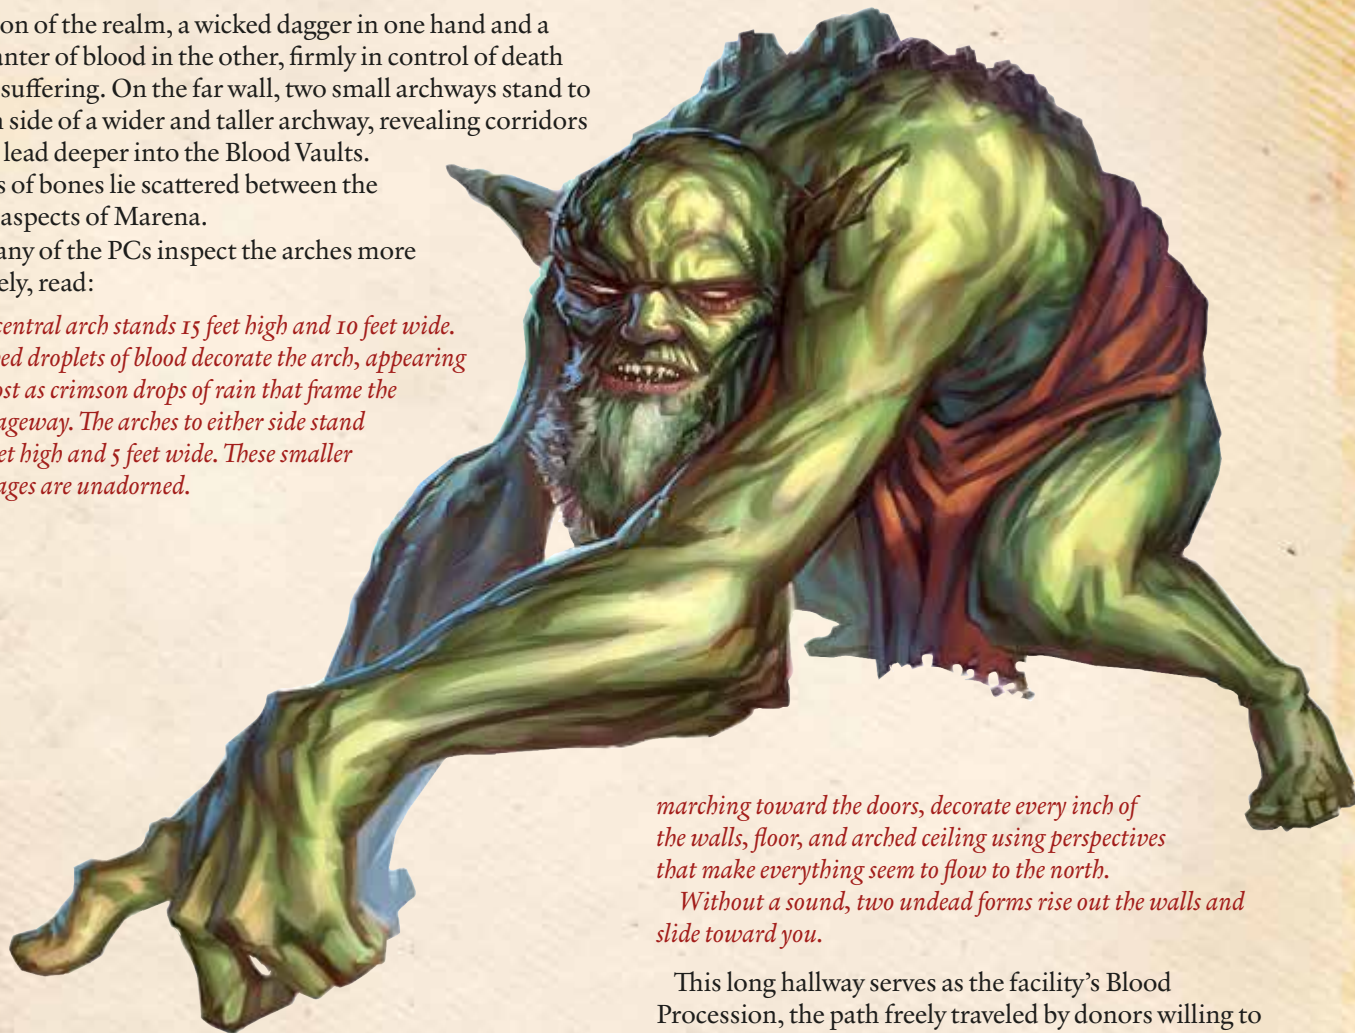 on of the realm, a wicked dagger in one hand and a
anter of blood in the other, firmly in control of death
suffering. On the far wall, two small archways stand to
h side of a wider and taller archway, revealing corridors
lead deeper into the Blood Vaults.
s of bones lie scattered between the
aspects of Marena.
any of the PCs inspect the arches more
ely, read:
central arch stands 15 feet high and 10 feet wide.
ed droplets of blood decorate the arch, appearing
ost as crimson drops of rain that frame the
ageway. The arches to either side stand
et high and 5 feet wide. These smaller
ages are unadorned.
marching toward the doors, decorate every inch of
the walls, floor, and arched ceiling using perspectives
that make everything seem to flow to the north.
Without a sound, two undead forms rise out the walls and
slide toward you.
This long hallway serves as the facility's Blood
Procession, the path freely traveled by donors willing to